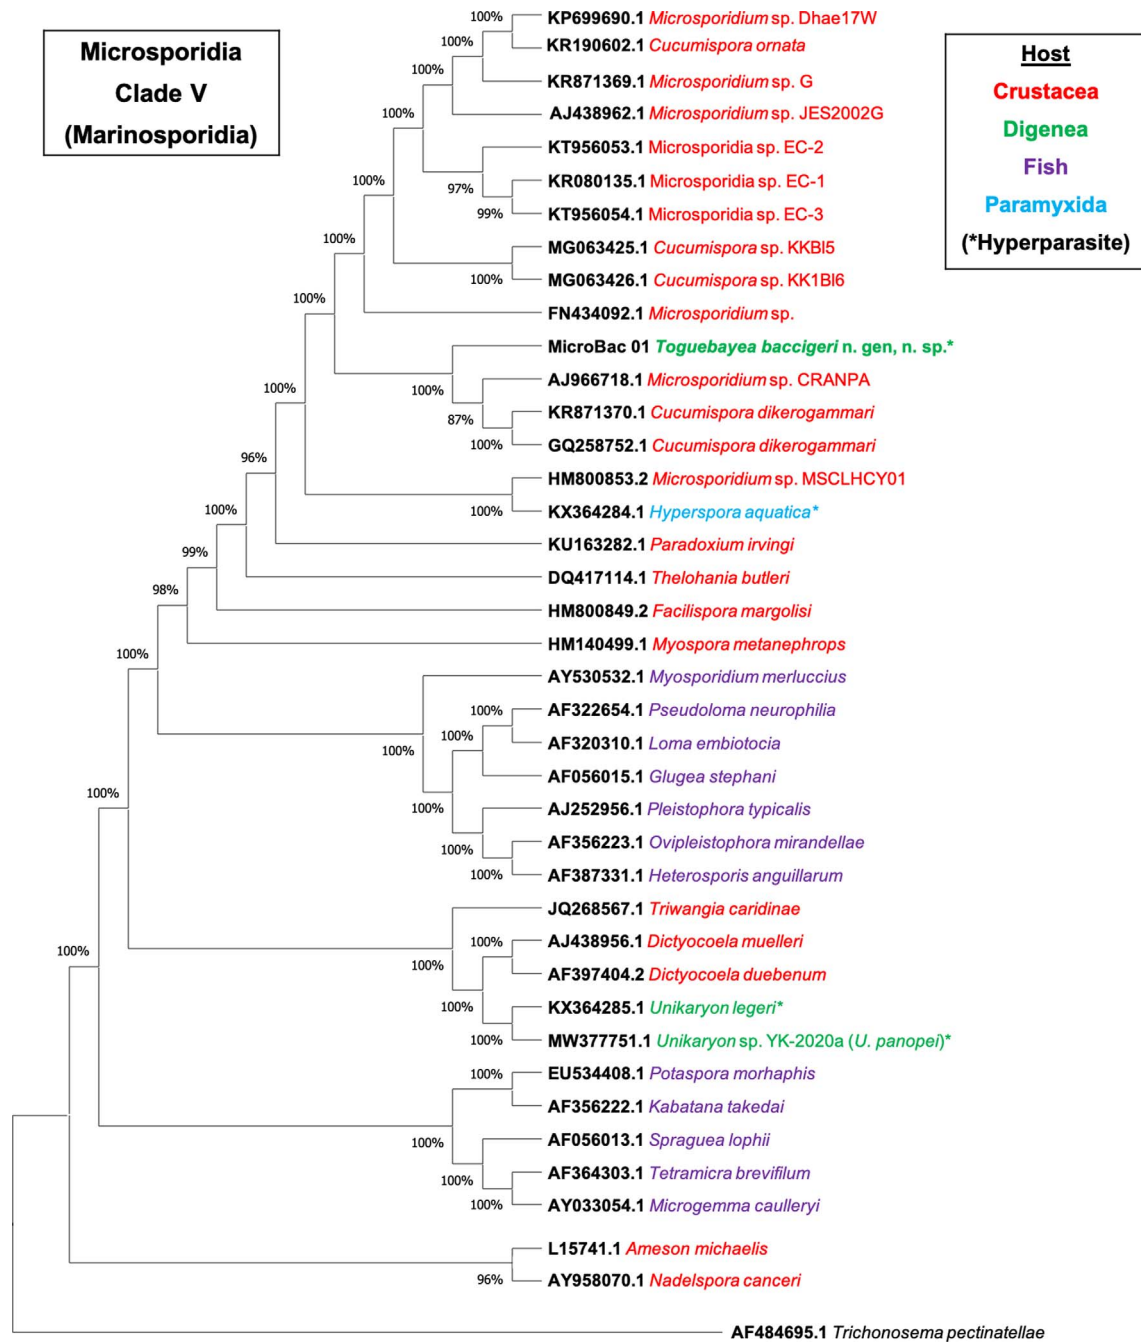 Microsporidia
Clade V
(Marinosporidia)
Host
Crustacea
Digenea
Fish
Paramyxida
(*Hyperparasite)
100% KP699690.1 Microsporidium sp. Dhae17W
100% KR190602.1 Cucumispora ornata
100% KR871369.1 Microsporidium sp. G
100% AJ438962.1 Microsporidium sp. JES2002G
KT956053.1 Microsporidia sp. EC-2
100% 97% KR080135.1 Microsporidia sp. EC-1
99% KT956054.1 Microsporidia sp. EC-3
100% MG063425.1 Cucumispora sp. KKBI5
100% MG063426.1 Cucumispora sp. KK1BI6
100% FN434092.1 Microsporidium sp.
MicroBac 01 Toguebayea baccigeri n. gen, n. sp.*
100% 100% AJ966718.1 Microsporidium sp. CRANPA
87% KR871370.1 Cucumispora dikerogammari
100% GQ258752.1 Cucumispora dikerogammari
96% HM800853.2 Microsporidium sp. MSCLHCY01
100% KX364284.1 Hyperspora aquatica*
KU163282.1 Paradoxium irvingi
99% DQ417114.1 Thelohania butleri
98% HM800849.2 Facilispora margolisi
HM140499.1 Myospora metanephrops
100% AY530532.1 Myosporidium merluccius
100% AF322654.1 Pseudoloma neurophilia
100% 100% AF320310.1 Loma embiotocia
AF056015.1 Glugea stephani
100% 100% AJ252956.1 Pleistophora typicalis
100% AF356223.1 Ovipleistophora mirandellae
100% AF387331.1 Heterosporis anguillarum
JQ268567.1 Triwangia caridinae
100% 100% AJ438956.1 Dictyocoela muelleri
100% AF397404.2 Dictyocoela duebenum
100% KX364285.1 Unikaryon legeri*
100% MW377751.1 Unikaryon sp. YK-2020a (U. panopei)*
100% EU534408.1 Potaspora morhaphis
AF356222.1 Kabatana takedai
100% AF056013.1 Spraguea lophii
100% AF364303.1 Tetramicra brevifilum
100% AY033054.1 Microgemma caulleryi
L15741.1 Ameson michaelis
96% AY958070.1 Nadelspora canceri
AF484695.1 Trichonosema pectinatellae